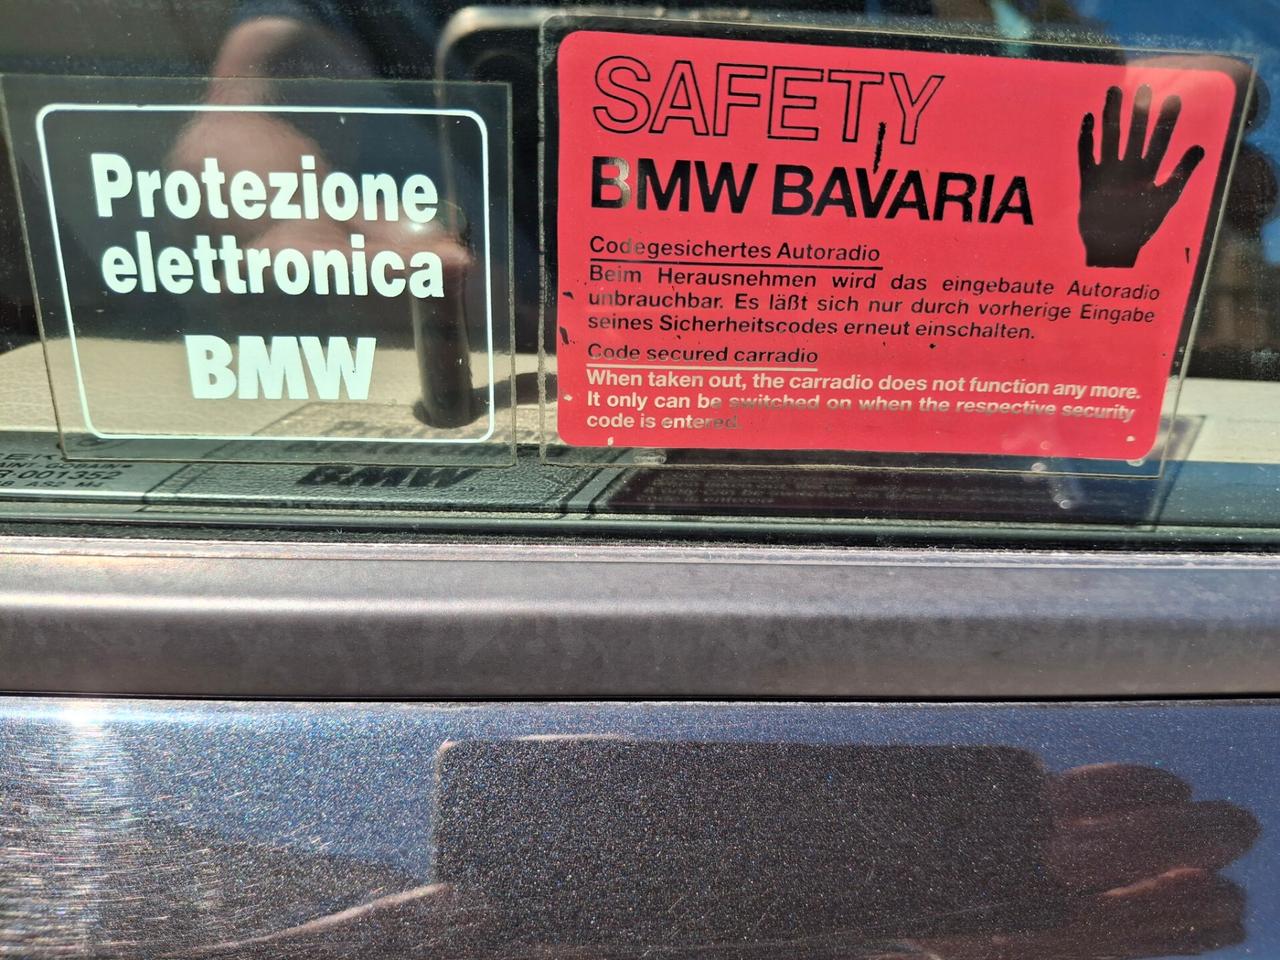 Protezione
elettronica
BMW
SAFETY
BMW BAVARIA
Codegesichertes Autoradio
Beim Herausnehmen wird das eingebaute Autoradio
unbrauchbar. Es läßt sich nur durch vorherige Eingabe
seines Sicherheitscodes erneut einschalten.
Code secured carradio
When taken out, the carradio does not function any more.
It only can be switched on when the respective security
code is entered.
BMW